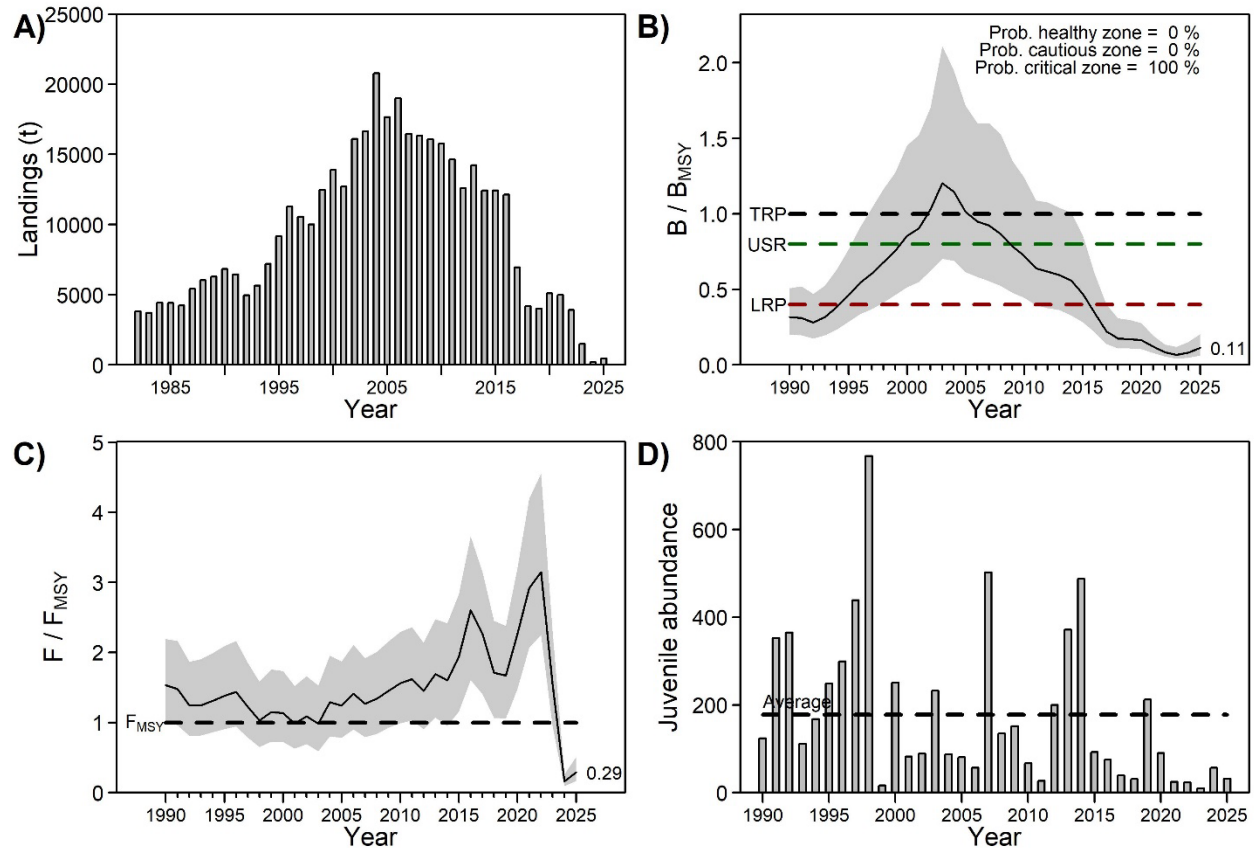 A)
25000
20000
15000
10000
5000
0
Landings (t)
1985
1995
2005
2015
2025
Year
B)
Prob. healthy zone = 0 %
Prob. cautious zone = 0 %
Prob. critical zone = 100 %
2.0
1.5
1.0
0.5
0.0
B / BMSY
TRP
USR
LRP
0.11
1990
1995
2000
2005
2010
2015
2020
2025
Year
C)
5
4
3
2
1
0
F / FMSY
FMSY
0.29
1990
1995
2000
2005
2010
2015
2020
2025
Year
D)
800
600
400
200
0
Juvenile abundance
Average
1990
1995
2000
2005
2010
2015
2020
2025
Year